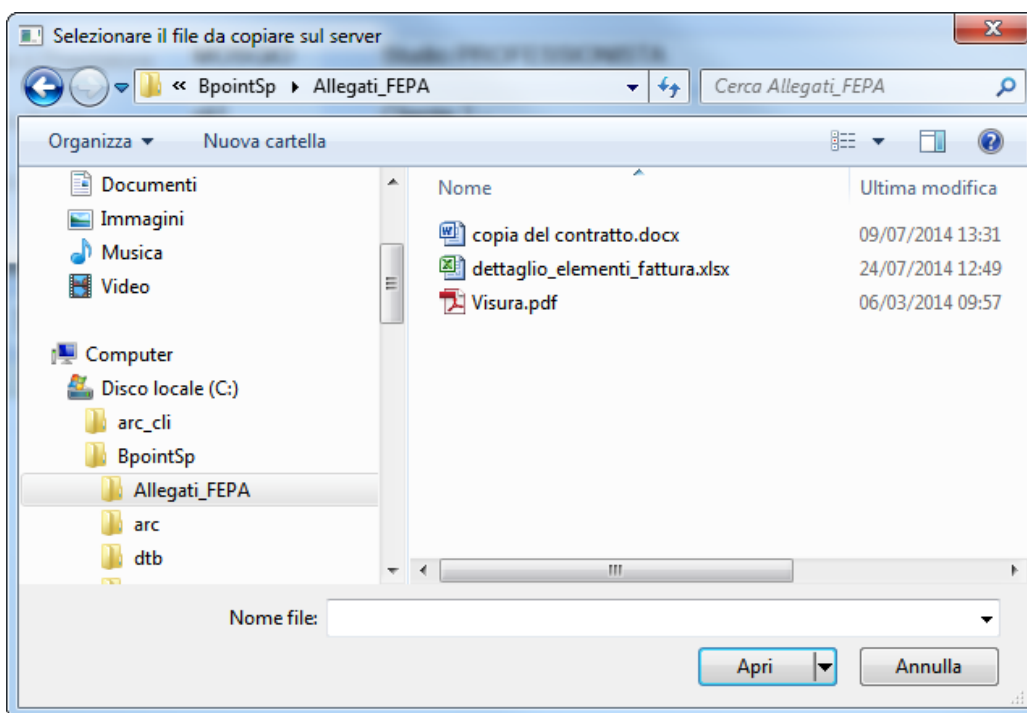 Selezionare il file da copiare sul server
« BpointSp Allegati_FEPA
Cerca Allegati_FEPA
Organizza Nuova cartella
Documenti
Immagini
Musica
Video
Computer
Disco locale (C:)
arc_cli
BpointSp
Allegati_FEPA
arc
dtb
Nome Ultima modifica
copia del contratto.docx 09/07/2014 13:31
dettaglio_elementi_fattura.xlsx 24/07/2014 12:49
Visura.pdf 06/03/2014 09:57
Nome file:
Apri Annulla